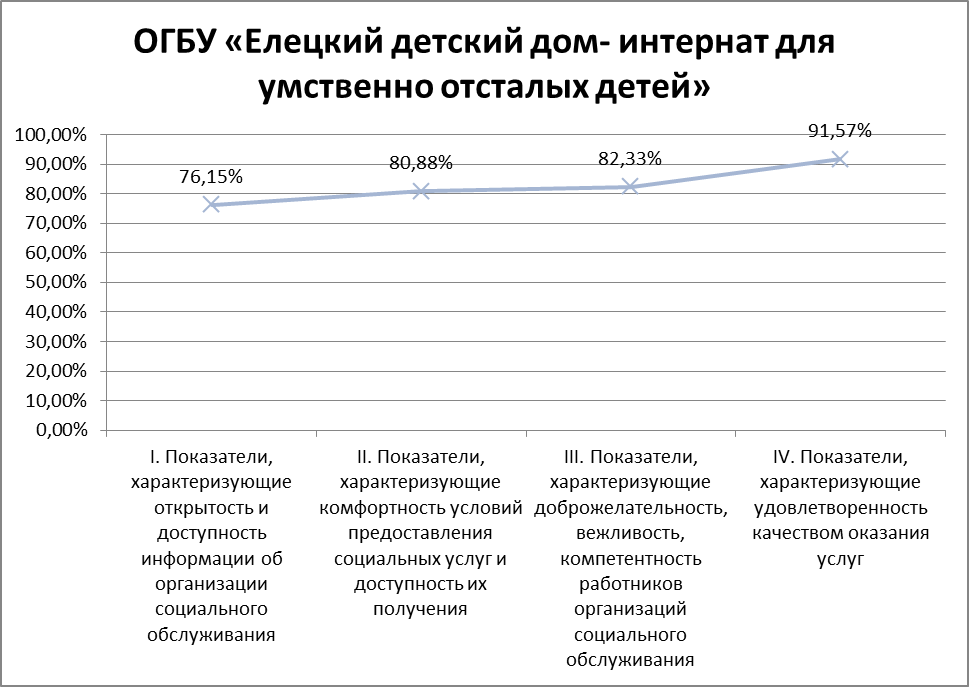 ОГБУ «Елецкий детский дом- интернат для
умственно отсталых детей»
100,00%
90,00%
80,00%
70,00%
60,00%
50,00%
40,00%
30,00%
20,00%
10,00%
0,00%
76,15%
80,88%
82,33%
91,57%
I. Показатели,
характеризующие
открытость и
доступность
информации об
организации
социального
обслуживания
II. Показатели,
характеризующие
комфортность условий
предоставления
социальных услуг и
доступность их
получения
III. Показатели,
характеризующие
доброжелательность,
вежливость,
компетентность
работников
организаций
социального
обслуживания
IV. Показатели,
характеризующие
удовлетворенность
качеством оказания
услуг